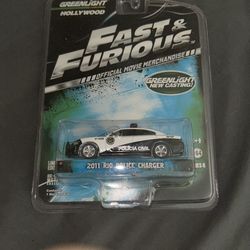 GREENLIGHT
HOLLYWOOD
FAST &
FURIOUS
OFFICIAL MOVIE MERCHANDISE
GREENLIGHT
NEW CASTING!
POLICIA CIVIL
2011 RIO POLICE CHARGER